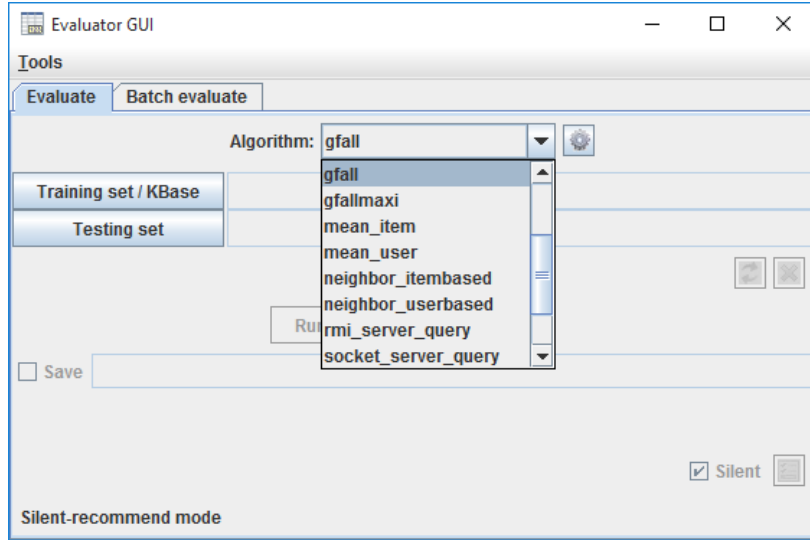 Evaluator GUI
Tools
Evaluate Batch evaluate
Algorithm: gfall
gfall
gfallmaxi
mean_item
mean_user
neighbor_itembased
neighbor_userbased
rmi_server_query
socket_server_query
Training set / KBase
Testing set
Save
Silent
Silent-recommend mode